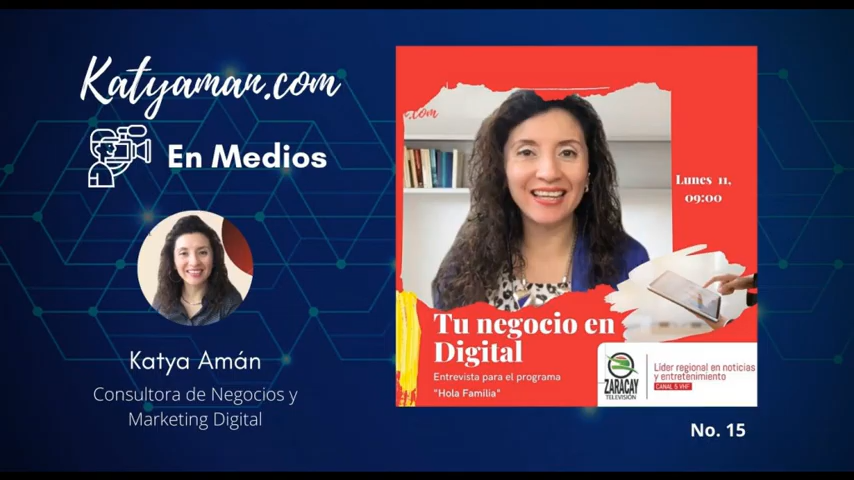 Katyaman.com
En Medios
Katya Amán
Consultora de Negocios y
Marketing Digital
.com
Lunes 11,
09:00
Tu negocio en
Digital
Entrevista para el programa
"Hola Familia"
ZARACAY
TELEVISIÓN
Líder regional en noticias
y entretenimiento
CANAL 5 VHF
No. 15